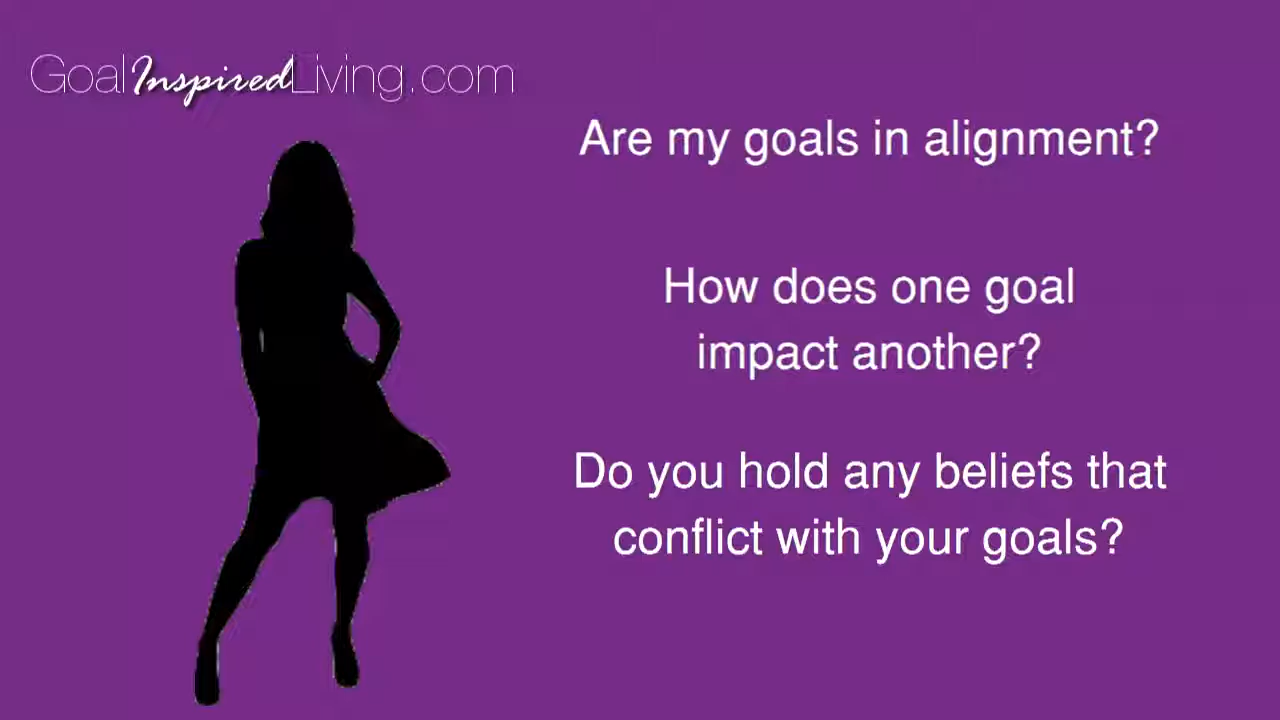 GoalInspiredLiving.com
Are my goals in alignment?
How does one goal
impact another?
Do you hold any beliefs that
conflict with your goals?